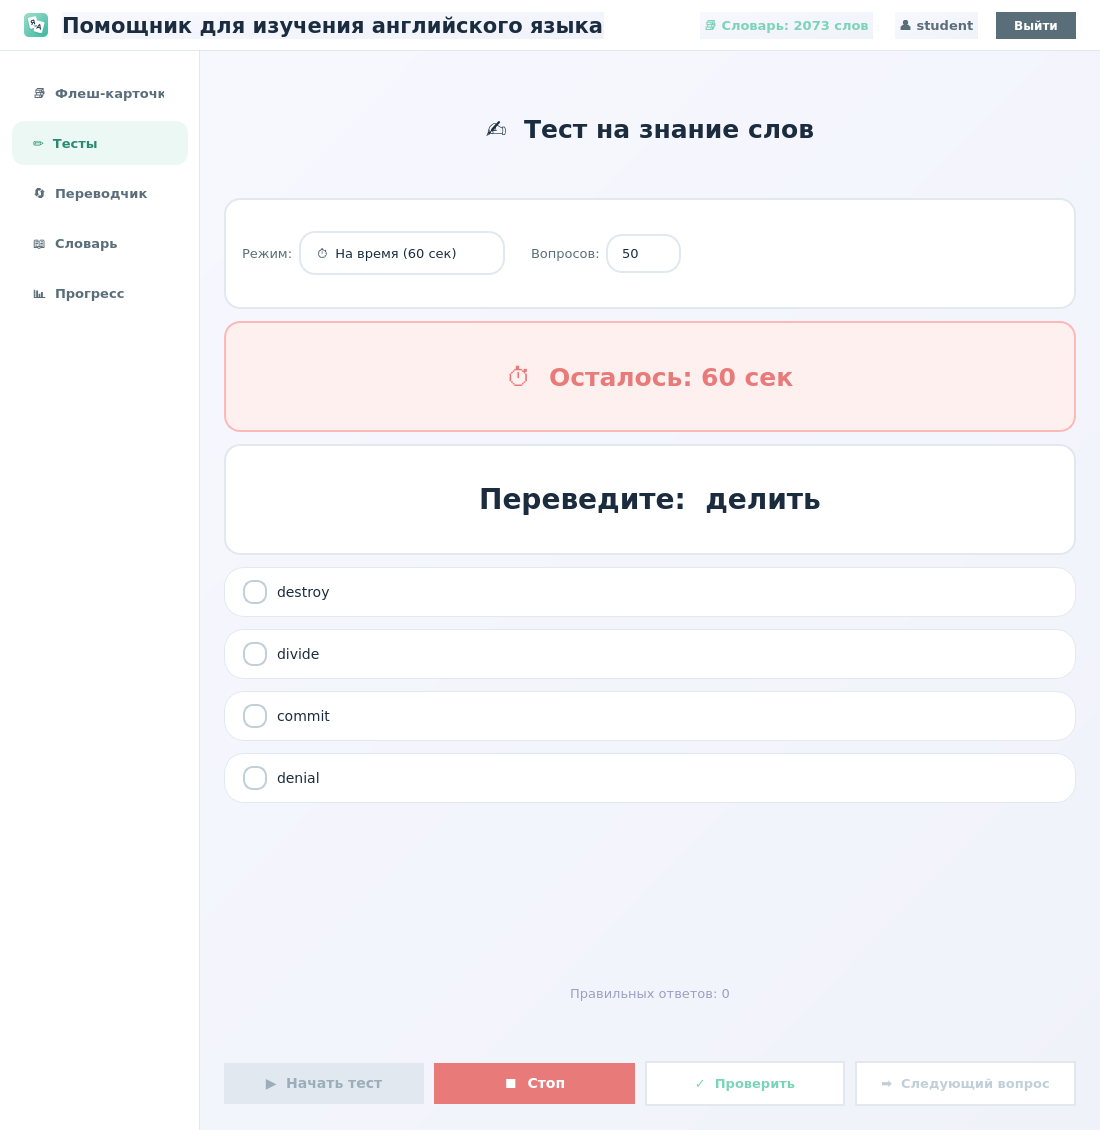 Помощник для изучения английского языка
Словарь: 2073 слов
student
Выйти
Флеш-карточк
Тесты
Переводчик
Словарь
Прогресс
Тест на знание слов
Режим: На время (60 сек) Вопросов: 50
Осталось: 60 сек
Переведите: делить
destroy
divide
commit
denial
Правильных ответов: 0
Начать тест
Стоп
Проверить
Следующий вопрос